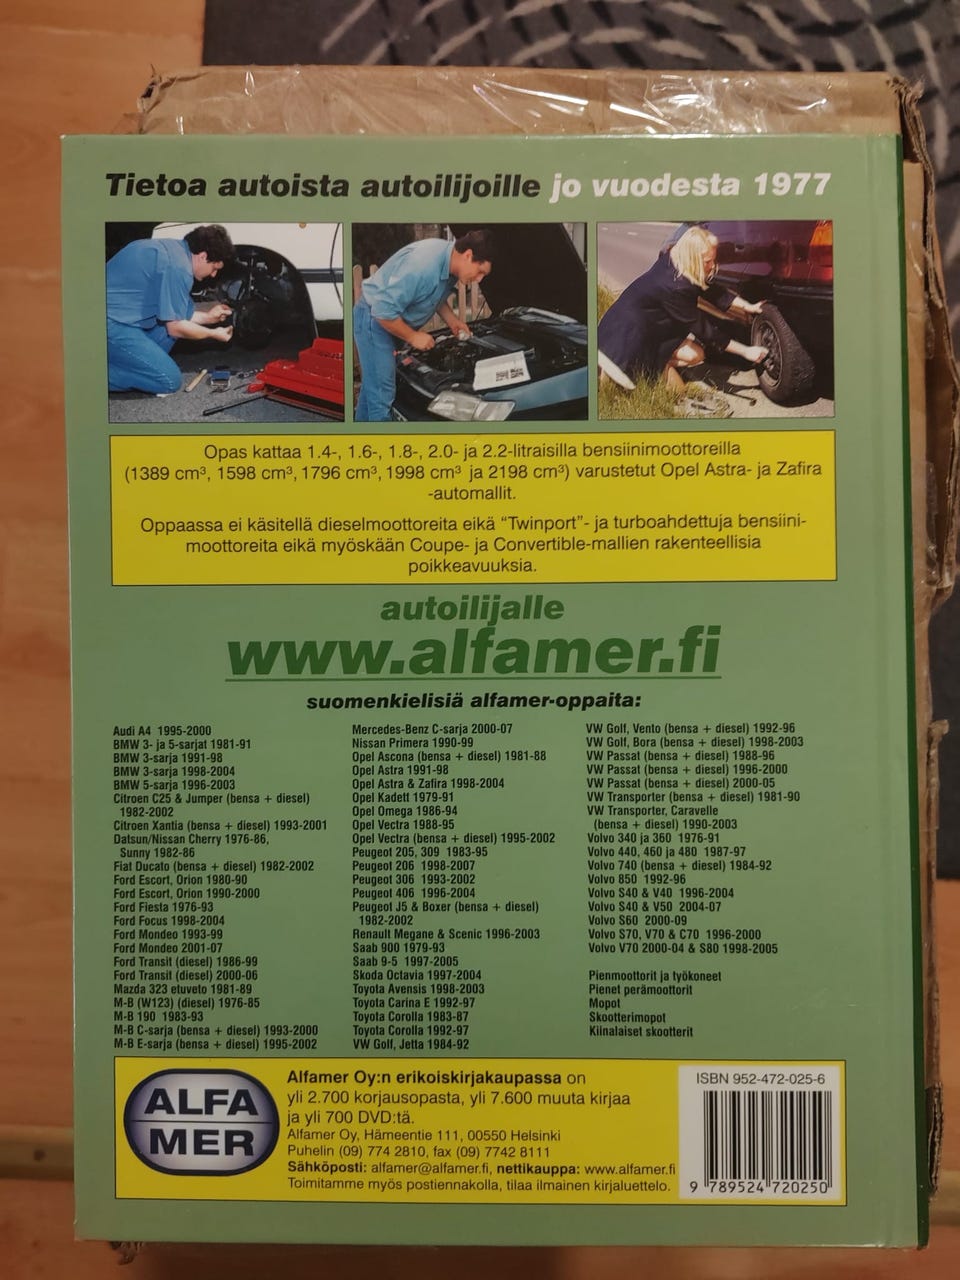 Tietoa autoista autoilijoille jo vuodesta 1977
Opas kattaa 1.4-, 1.6-, 1.8-, 2.0- ja 2.2-litraisilla bensiinimoottoreilla
(1389 cm³, 1598 cm³, 1796 cm³, 1998 cm³ ja 2198 cm³) varustetut Opel Astra- ja Zafira
-automallit.
Oppaassa ei käsitellä dieselmoottoreita eikä “Twinport”- ja turboahdettuja bensiini-
moottoreita eikä myöskään Coupe- ja Convertible-mallien rakenteellisia
poikkeavuuksia.
autoilijalle
www.alfamer.fi
suomenkielisiä alfamer-oppaita:
Audi A4 1995-2000
BMW 3- ja 5-sarjat 1981-91
BMW 3-sarja 1991-98
BMW 3-sarja 1998-2004
BMW 5-sarja 1996-2003
Citroen C25 & Jumper (bensa + diesel)
1982-2002
Citroen Xantia (bensa + diesel) 1993-2001
Datsun/Nissan Cherry 1976-86,
Sunny 1982-86
Fiat Ducato (bensa + diesel) 1982-2002
Ford Escort, Orion 1980-90
Ford Escort, Orion 1990-2000
Ford Fiesta 1976-93
Ford Focus 1998-2004
Ford Mondeo 1993-99
Ford Mondeo 2001-07
Ford Transit (diesel) 1986-99
Ford Transit (diesel) 2000-06
Mazda 323 etuveto 1981-89
M-B (W123) (diesel) 1976-85
M-B 190 1983-93
M-B C-sarja (bensa + diesel) 1993-2000
M-B E-sarja (bensa + diesel) 1995-2002
Mercedes-Benz C-sarja 2000-07
Nissan Primera 1990-99
Opel Ascona (bensa + diesel) 1981-88
Opel Astra 1991-98
Opel Astra & Zafira 1998-2004
Opel Kadett 1979-91
Opel Omega 1986-94
Opel Vectra 1988-95
Opel Vectra (bensa + diesel) 1995-2002
Peugeot 205, 309 1983-95
Peugeot 206 1998-2007
Peugeot 306 1993-2002
Peugeot 406 1996-2004
Peugeot J5 & Boxer (bensa + diesel)
1982-2002
Renault Megane & Scenic 1996-2003
Saab 900 1979-93
Saab 9-5 1997-2005
Skoda Octavia 1997-2004
Toyota Avensis 1998-2003
Toyota Carina E 1992-97
Toyota Corolla 1983-87
Toyota Corolla 1992-97
VW Golf, Jetta 1984-92
VW Golf, Vento (bensa + diesel) 1992-96
VW Golf, Bora (bensa + diesel) 1998-2003
VW Passat (bensa + diesel) 1988-96
VW Passat (bensa + diesel) 1996-2000
VW Passat (bensa + diesel) 2000-05
VW Transporter (bensa + diesel) 1981-90
VW Transporter, Caravelle
(bensa + diesel) 1990-2003
Volvo 340 ja 360 1976-91
Volvo 440, 460 ja 480 1987-97
Volvo 740 (bensa + diesel) 1984-92
Volvo 850 1992-96
Volvo S40 & V40 1996-2004
Volvo S40 & V50 2004-07
Volvo S60 2000-09
Volvo S70, V70 & C70 1996-2000
Volvo V70 2000-04 & S80 1998-2005
Pienmoottorit ja työkoneet
Pienet perämoottorit
Mopot
Skootterimopot
Kiinalaiset skootterit
ALFA
MER
Alfamer Oy:n erikoiskirjakaupassa on
yli 2.700 korjausopasta, yli 7.600 muuta kirjaa
ja yli 700 DVD:tä.
Alfamer Oy, Hämeentie 111, 00550 Helsinki
Puhelin (09) 774 2810, fax (09) 7742 8111
Sähköposti: alfamer@alfamer.fi, nettikauppa: www.alfamer.fi
Toimitamme myös postiennakolla, tilaa ilmainen kirjaluettelo.
ISBN 952-472-025-6
9 789524 720250